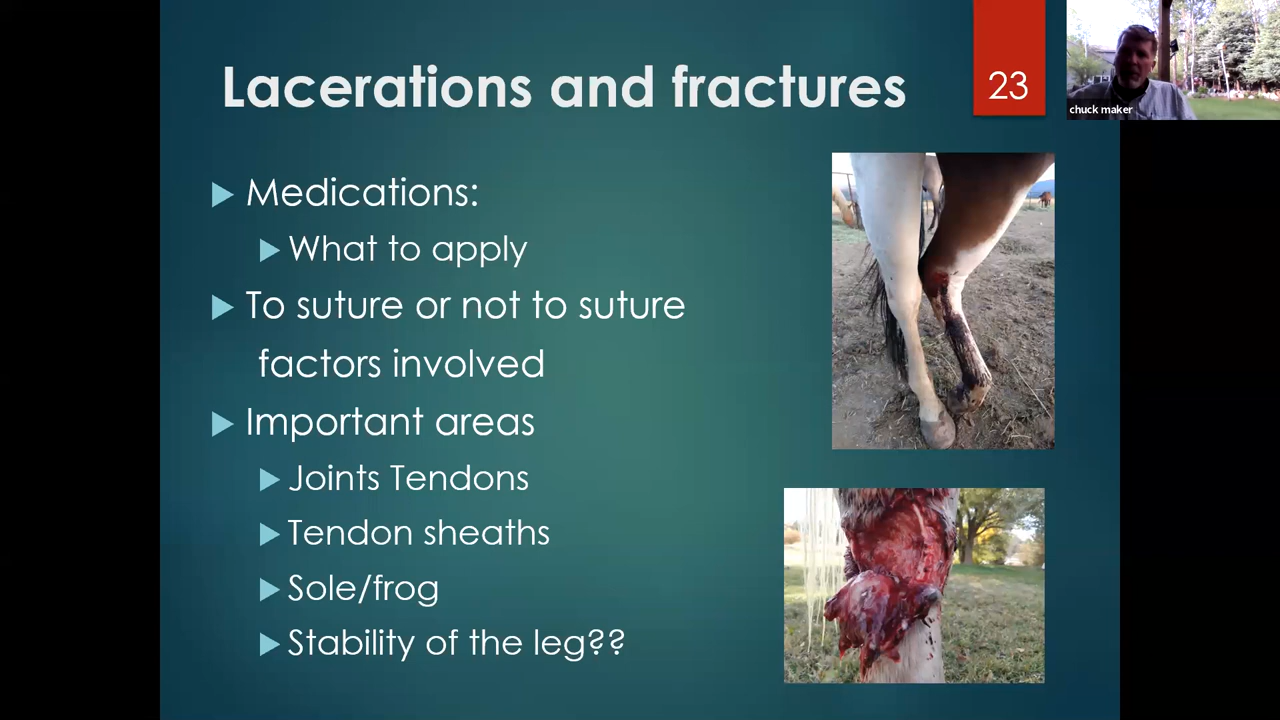 Lacerations and fractures
23
chuck maker
Medications:
What to apply
To suture or not to suture
factors involved
Important areas
Joints Tendons
Tendon sheaths
Sole/frog
Stability of the leg??